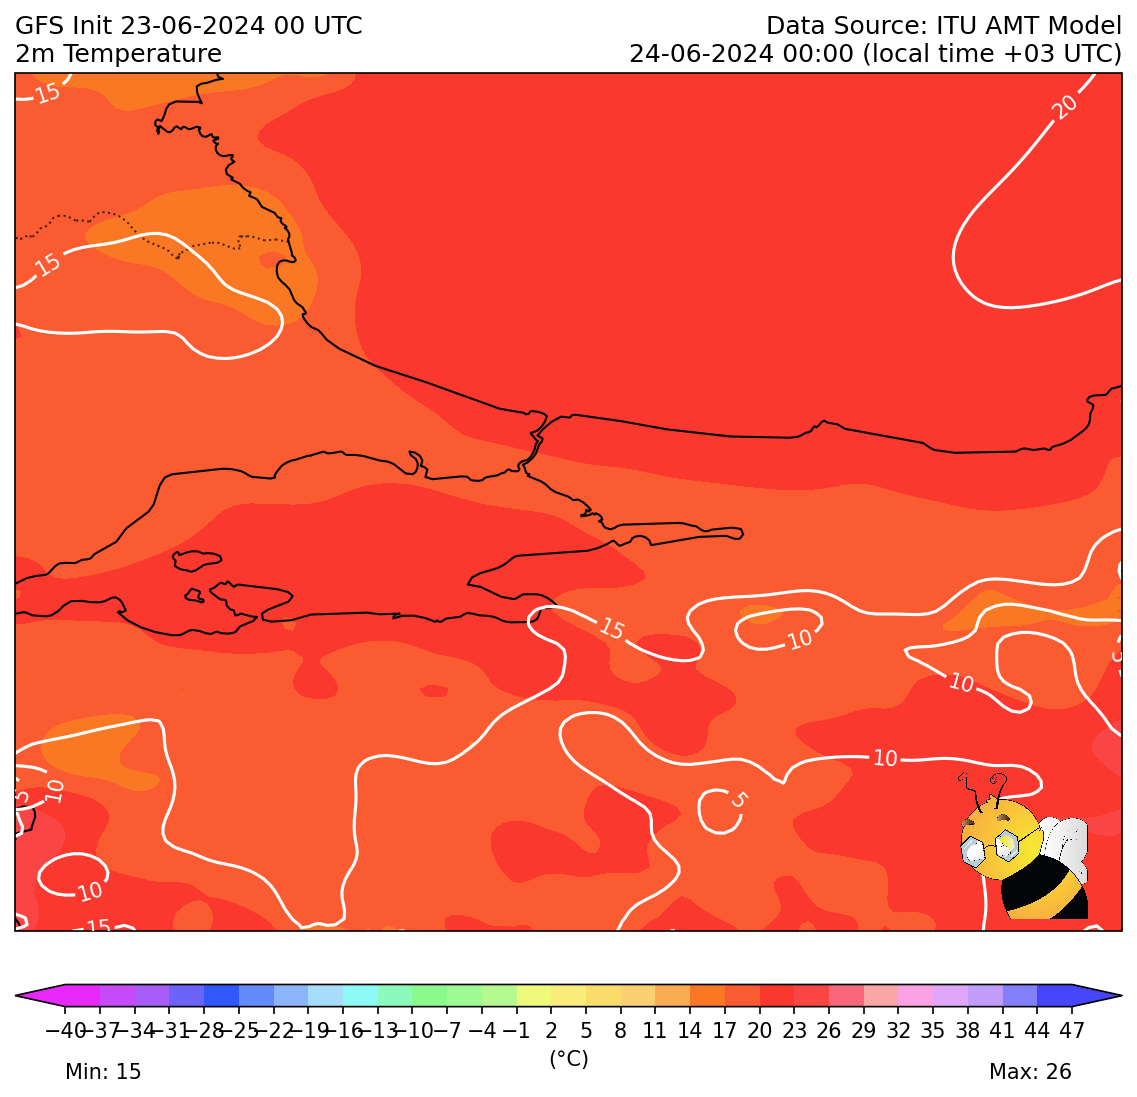 GFS Init 23-06-2024 00 UTC
Data Source: ITU AMT Model
2m Temperature
24-06-2024 00:00 (local time +03 UTC)
15
20
15
15
10
10
5
10
5
10
5
10
15
−40 −37 −34 −31 −28 −25 −22 −19 −16 −13 −10 −7 −4 −1 2 5 8 11 14 17 20 23 26 29 32 35 38 41 44 47
(°C)
Min: 15
Max: 26